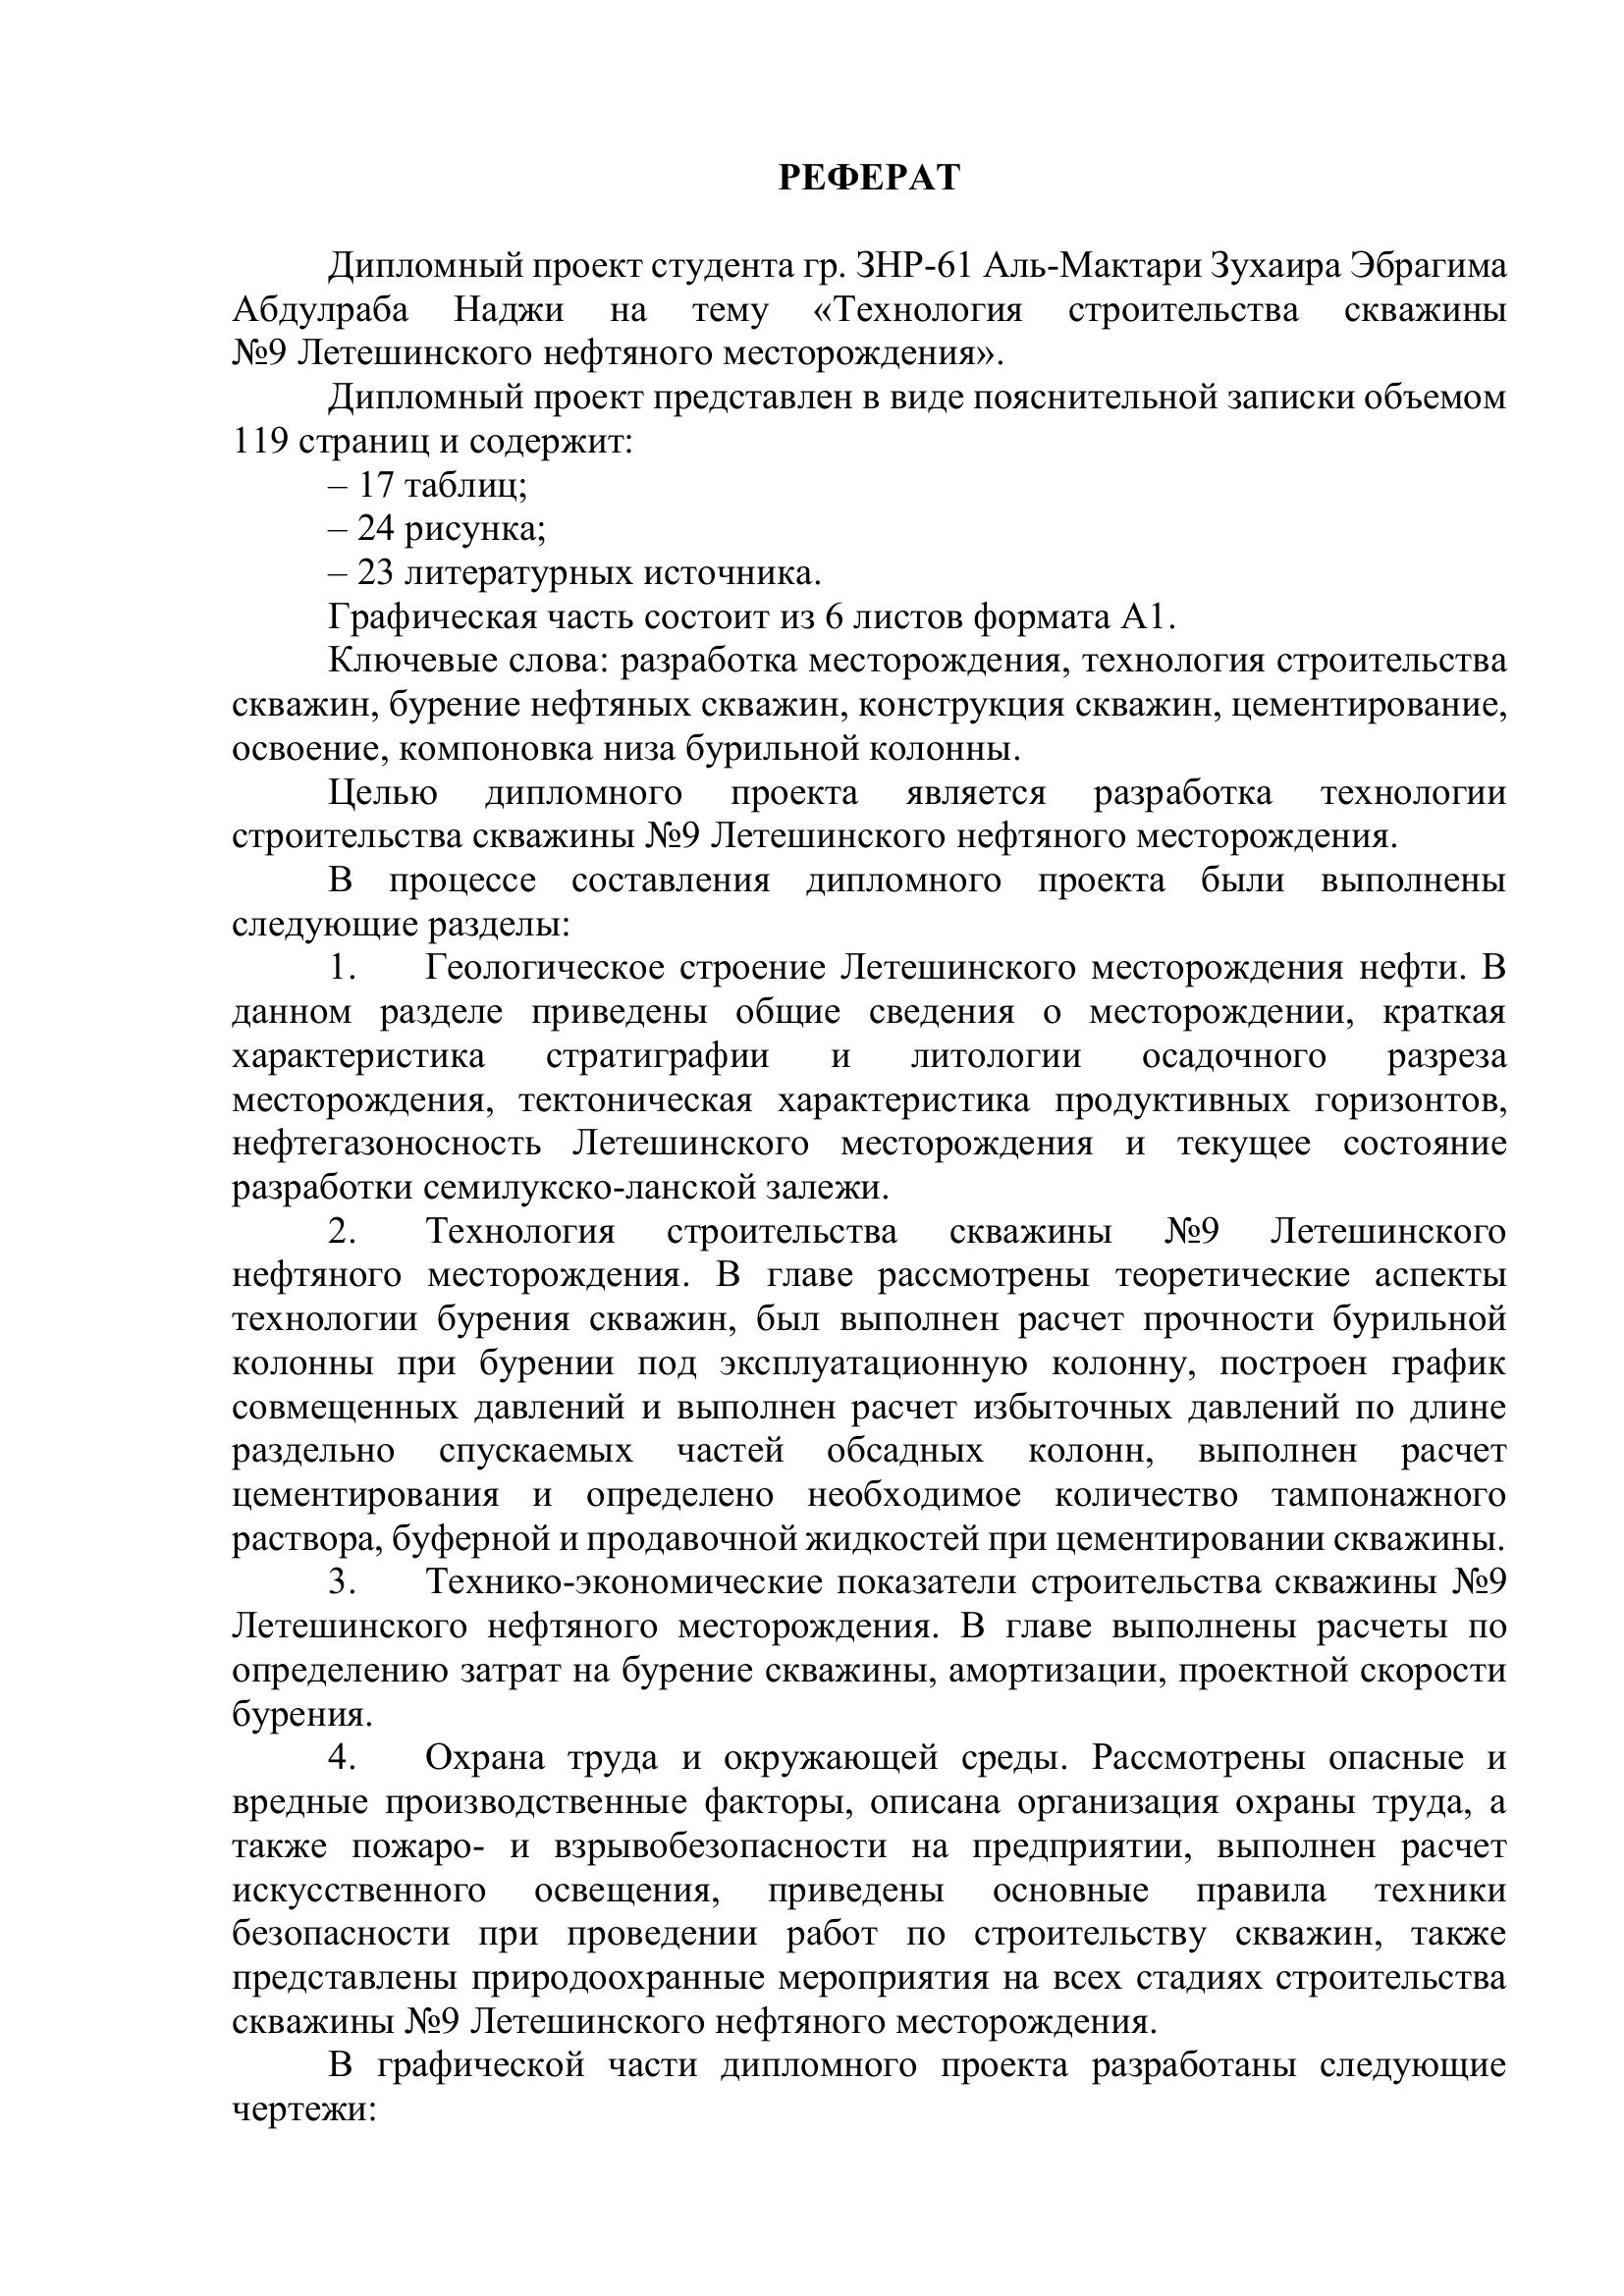 РЕФЕРАТ
Дипломный проект студента гр. ЗНР-61 Аль-Мактари Зухаира Эбрагима
Абдулраба Наджи на тему «Технология строительства скважины
№9 Летешинского нефтяного месторождения».
Дипломный проект представлен в виде пояснительной записки объемом
119 страниц и содержит:
– 17 таблиц;
– 24 рисунка;
– 23 литературных источника.
Графическая часть состоит из 6 листов формата А1.
Ключевые слова: разработка месторождения, технология строительства
скважин, бурение нефтяных скважин, конструкция скважин, цементирование,
освоение, компоновка низа бурильной колонны.
Целью дипломного проекта является разработка технологии
строительства скважины №9 Летешинского нефтяного месторождения.
В процессе составления дипломного проекта были выполнены
следующие разделы:
1. Геологическое строение Летешинского месторождения нефти. В
данном разделе приведены общие сведения о месторождении, краткая
характеристика стратиграфии и литологии осадочного разреза
месторождения, тектоническая характеристика продуктивных горизонтов,
нефтегазоносность Летешинского месторождения и текущее состояние
разработки семилукско-ланской залежи.
2. Технология строительства скважины №9 Летешинского
нефтяного месторождения. В главе рассмотрены теоретические аспекты
технологии бурения скважин, был выполнен расчет прочности бурильной
колонны при бурении под эксплуатационную колонну, построен график
совмещенных давлений и выполнен расчет избыточных давлений по длине
раздельно спускаемых частей обсадных колонн, выполнен расчет
цементирования и определено необходимое количество тампонажного
раствора, буферной и продавочной жидкостей при цементировании скважины.
3. Технико-экономические показатели строительства скважины №9
Летешинского нефтяного месторождения. В главе выполнены расчеты по
определению затрат на бурение скважины, амортизации, проектной скорости
бурения.
4. Охрана труда и окружающей среды. Рассмотрены опасные и
вредные производственные факторы, описана организация охраны труда, а
также пожаро- и взрывобезопасности на предприятии, выполнен расчет
искусственного освещения, приведены основные правила техники
безопасности при проведении работ по строительству скважин, также
представлены природоохранные мероприятия на всех стадиях строительства
скважины №9 Летешинского нефтяного месторождения.
В графической части дипломного проекта разработаны следующие
чертежи: